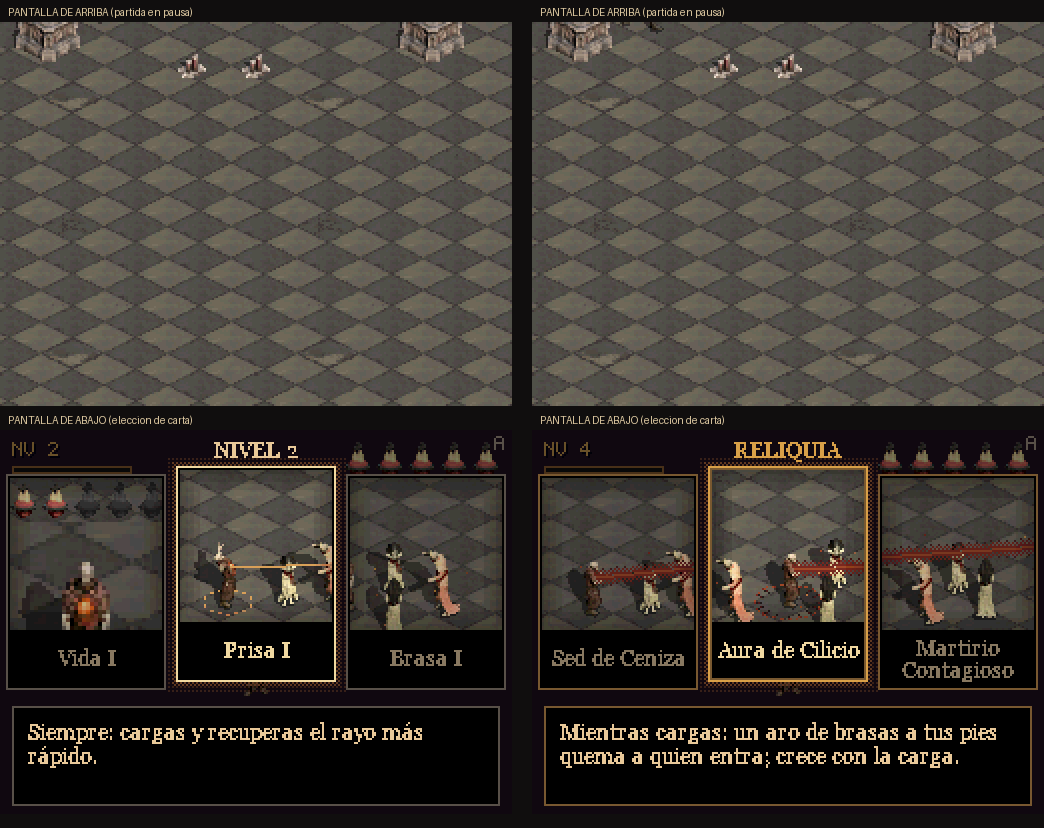 PANTALLA DE ARRIBA (partida en pausa)
PANTALLA DE ARRIBA (partida en pausa)
PANTALLA DE ABAJO (eleccion de carta)
PANTALLA DE ABAJO (eleccion de carta)
NV 2
NIVEL 2
A
Vida I
Prisa I
Brasa I
Siempre: cargas y recuperas el rayo más
rápido.
NV 4
RELIQUIA
A
Sed de Ceniza
Aura de Cilicio
Martirio
Contagioso
Mientras cargas: un aro de brasas a tus pies
quema a quien entra; crece con la carga.